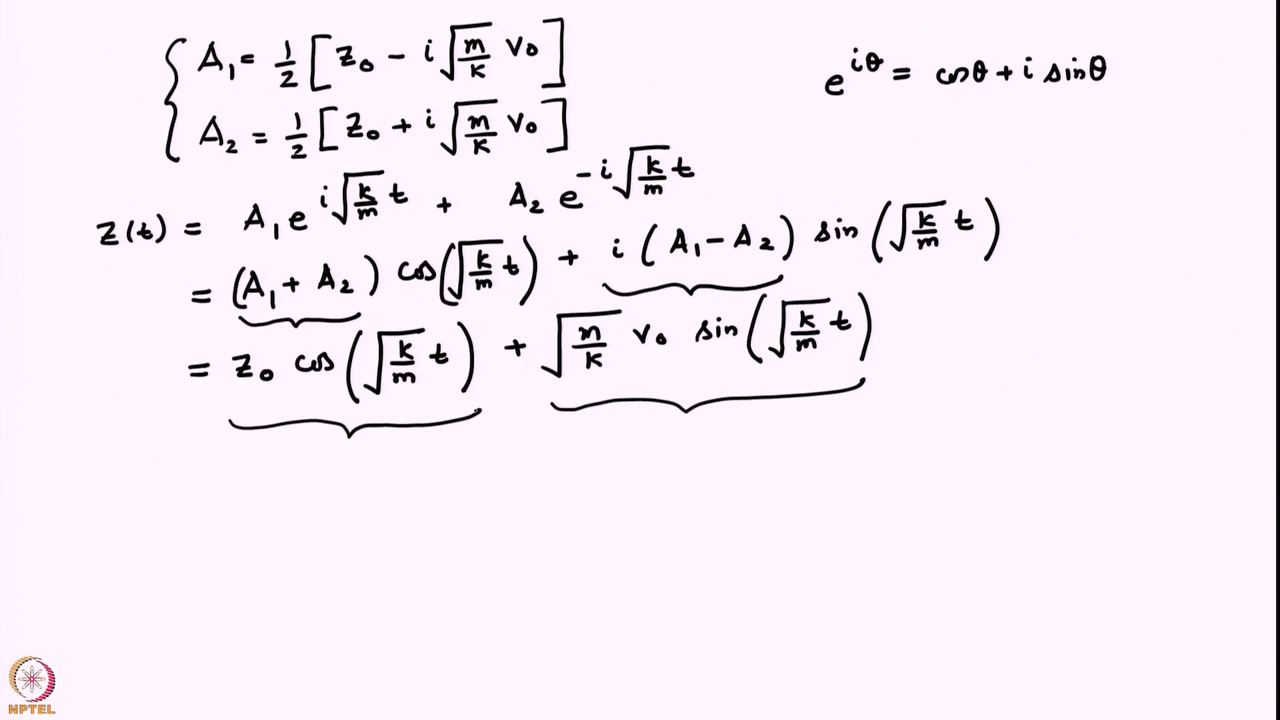 A₁ = 1/2 [z₀ - i √(m/k) v₀]
e^{iθ} = cosθ + i sinθ
A₂ = 1/2 [z₀ + i √(m/k) v₀]
z(t) = A₁ e^{i√(k/m) t} + A₂ e^{-i√(k/m) t}
= (A₁ + A₂) cos(√(k/m) t) + i (A₁ - A₂) sin(√(k/m) t)
= z₀ cos(√(k/m) t) + √(m/k) v₀ sin(√(k/m) t)
NPTEL